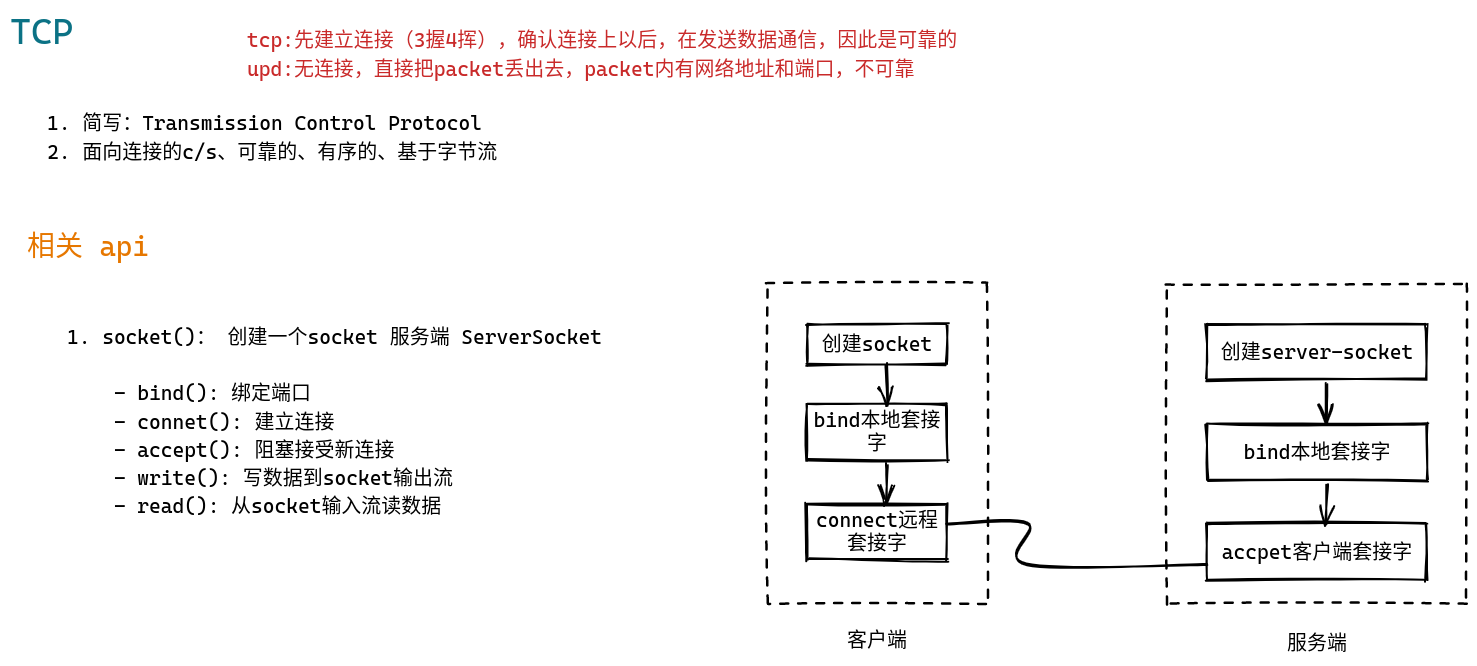 TCP
tcp:先建立连接（3握4挥），确认连接上以后，在发送数据通信，因此是可靠的
upd:无连接，直接把packet丢出去，packet内有网络地址和端口，不可靠
1. 简写：Transmission Control Protocol
2. 面向连接的c/s、可靠的、有序的、基于字节流
相关 api
1. socket()： 创建一个socket 服务端 ServerSocket
- bind()：绑定端口
- connet()：建立连接
- accept()：阻塞接受新连接
- write()：写数据到socket输出流
- read()：从socket输入流读数据
创建socket
bind本地套接
字
connect远程
套接字
客户端
创建server-socket
bind本地套接字
accpet客户端套接字
服务端